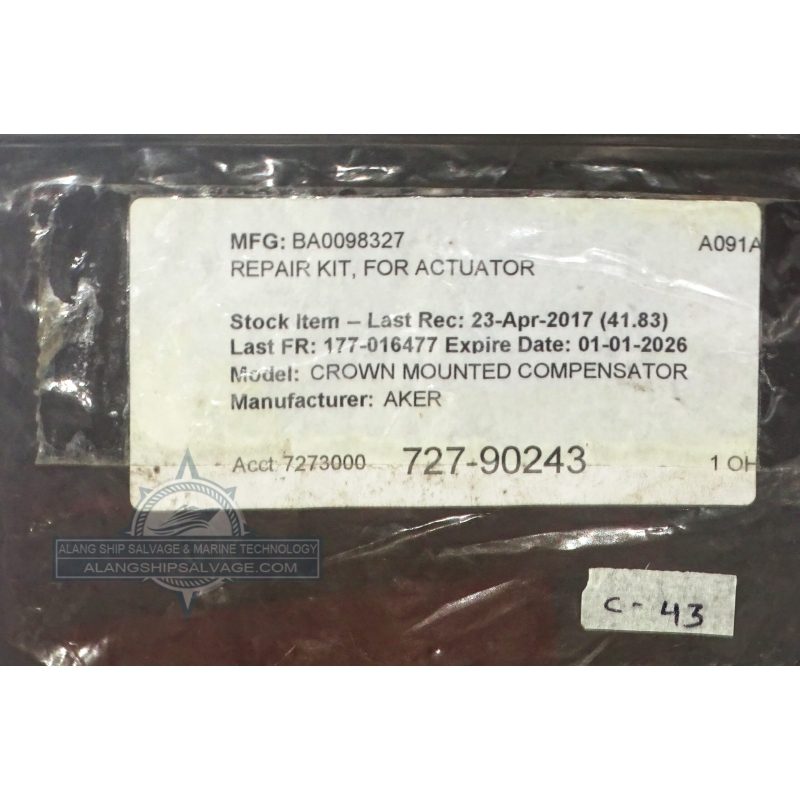 MFG: BA0098327 A091A
REPAIR KIT, FOR ACTUATOR
Stock Item – Last Rec: 23-Apr-2017 (41.83)
Last FR: 177-016477 Expire Date: 01-01-2026
Model: CROWN MOUNTED COMPENSATOR
Manufacturer: AKER
Acct 7273000 727-90243 1 OH
ALANG SHIP SALVAGE & MARINE TECHNOLOGY
ALANGSHIPSALVAGE.COM
C-43